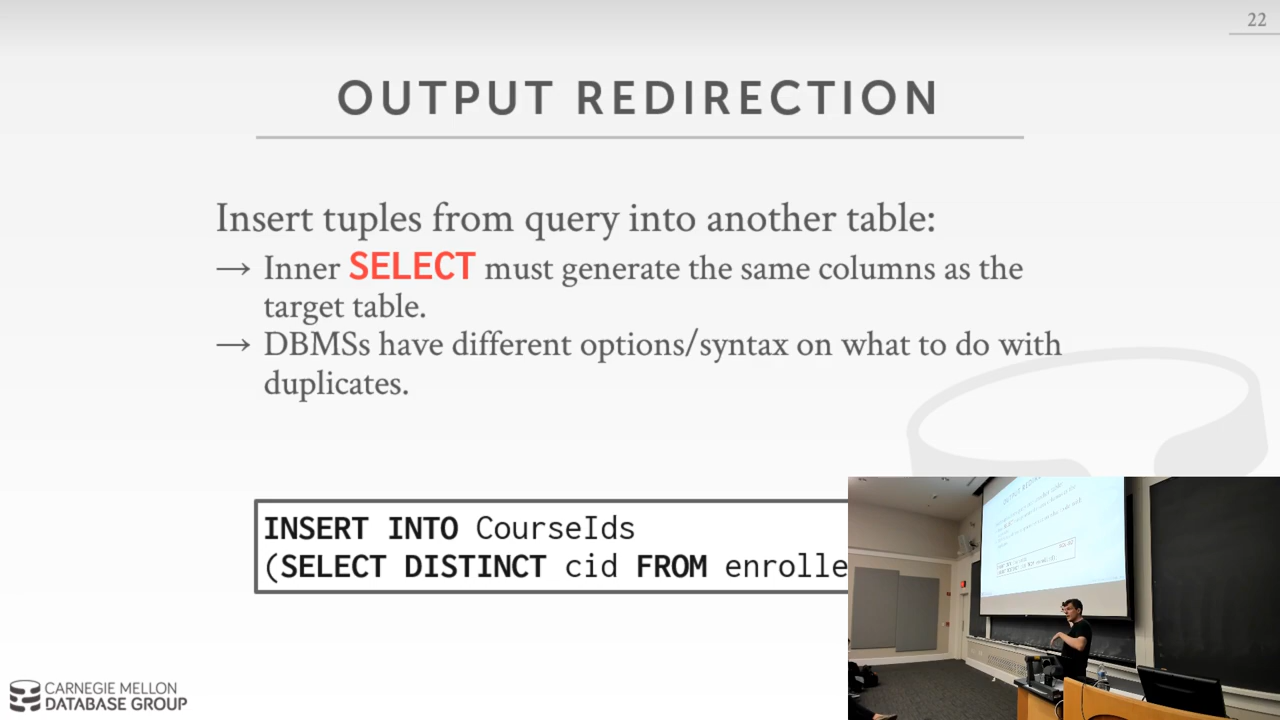 22
OUTPUT REDIRECTION
Insert tuples from query into another table:
→ Inner SELECT must generate the same columns as the
target table.
→ DBMSs have different options/syntax on what to do with
duplicates.
INSERT INTO CourseIds
(SELECT DISTINCT cid FROM enrolle
CARNEGIE MELLON
DATABASE GROUP